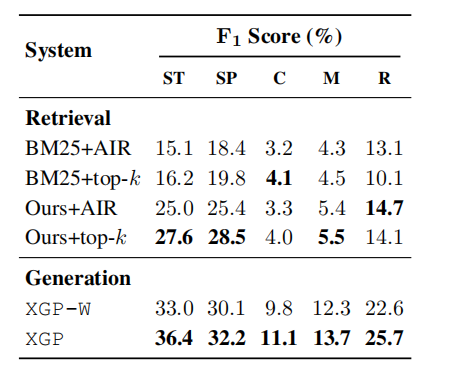 System F1 Score (%)
ST SP C M R
Retrieval
BM25+AIR 15.1 18.4 3.2 4.3 13.1
BM25+top-k 16.2 19.8 4.1 4.5 10.1
Ours+AIR 25.0 25.4 3.3 5.4 14.7
Ours+top-k 27.6 28.5 4.0 5.5 14.1
Generation
XGP-W 33.0 30.1 9.8 12.3 22.6
XGP 36.4 32.2 11.1 13.7 25.7